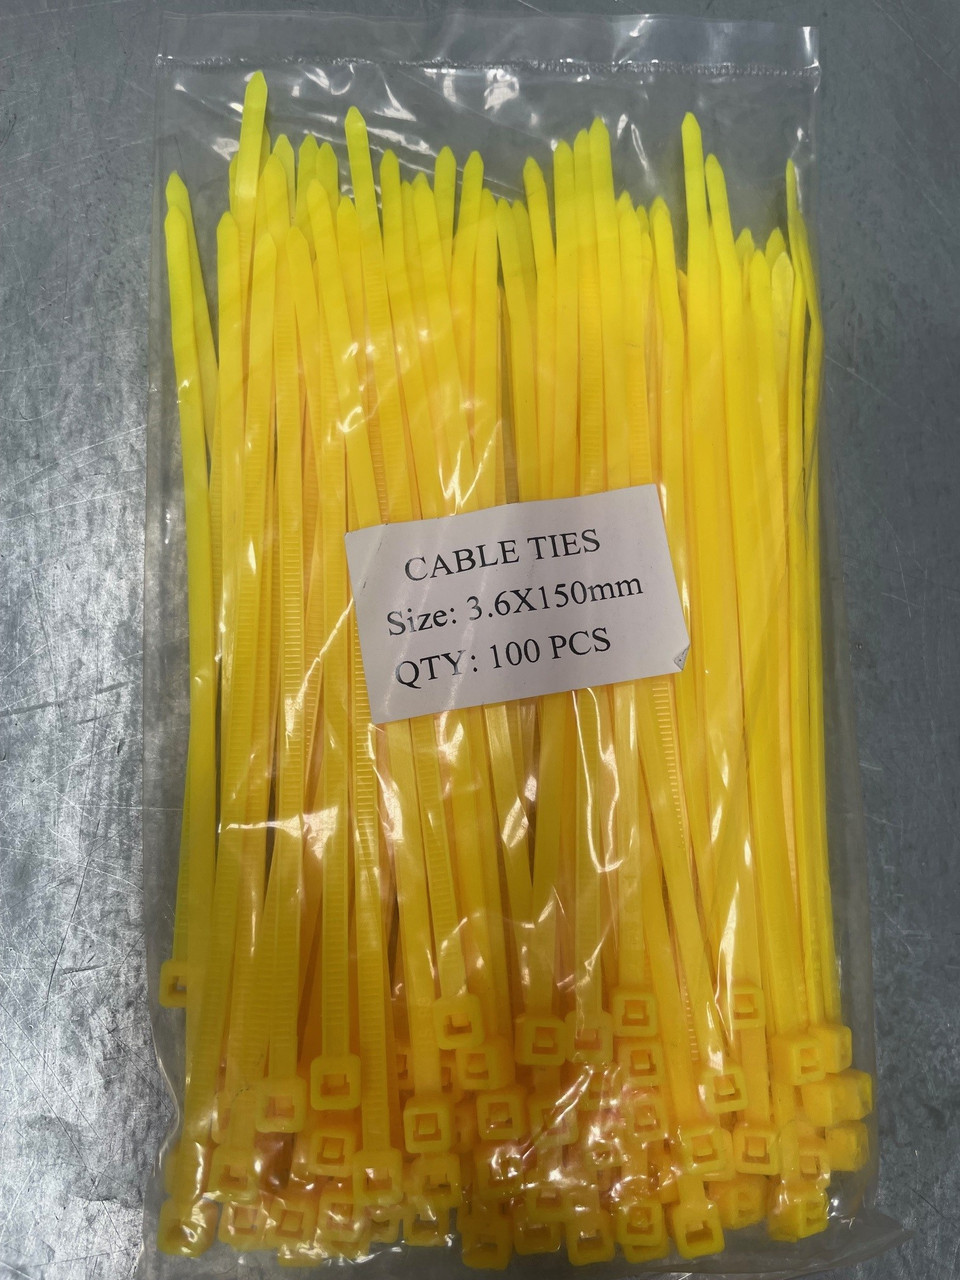 CABLE TIES
Size: 3.6X150mm
QTY: 100 PCS